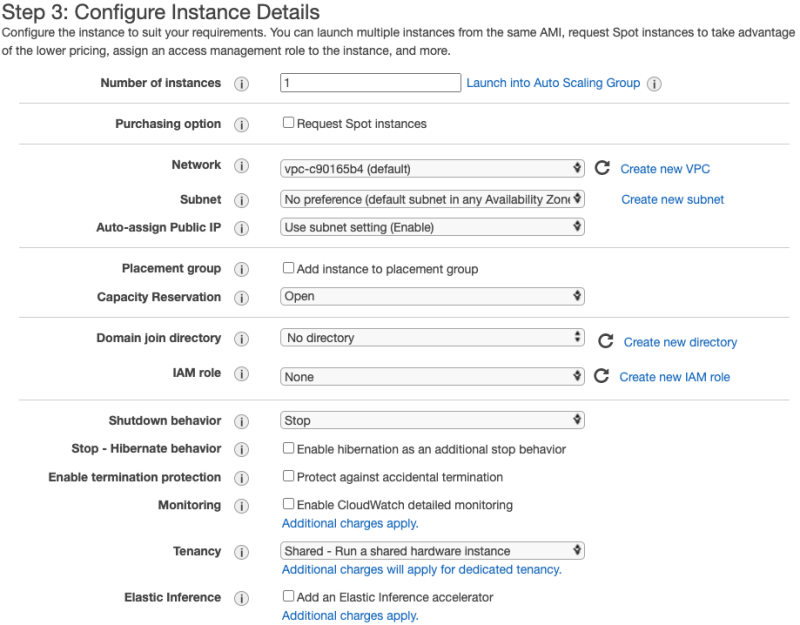 Step 3: Configure Instance Details
Configure the instance to suit your requirements. You can launch multiple instances from the same AMI, request Spot instances to take advantage
of the lower pricing, assign an access management role to the instance, and more.
Number of instances i 1 Launch into Auto Scaling Group i
Purchasing option i Request Spot instances
Network i vpc-c90165b4 (default) Create new VPC
Subnet i No preference (default subnet in any Availability Zone Create new subnet
Auto-assign Public IP i Use subnet setting (Enable)
Placement group i Add instance to placement group
Capacity Reservation i Open
Domain join directory i No directory Create new directory
IAM role i None Create new IAM role
Shutdown behavior i Stop
Stop - Hibernate behavior i Enable hibernation as an additional stop behavior
Enable termination protection i Protect against accidental termination
Monitoring i Enable CloudWatch detailed monitoring
Additional charges apply.
Tenancy i Shared - Run a shared hardware instance
Additional charges will apply for dedicated tenancy.
Elastic Inference i Add an Elastic Inference accelerator
Additional charges apply.